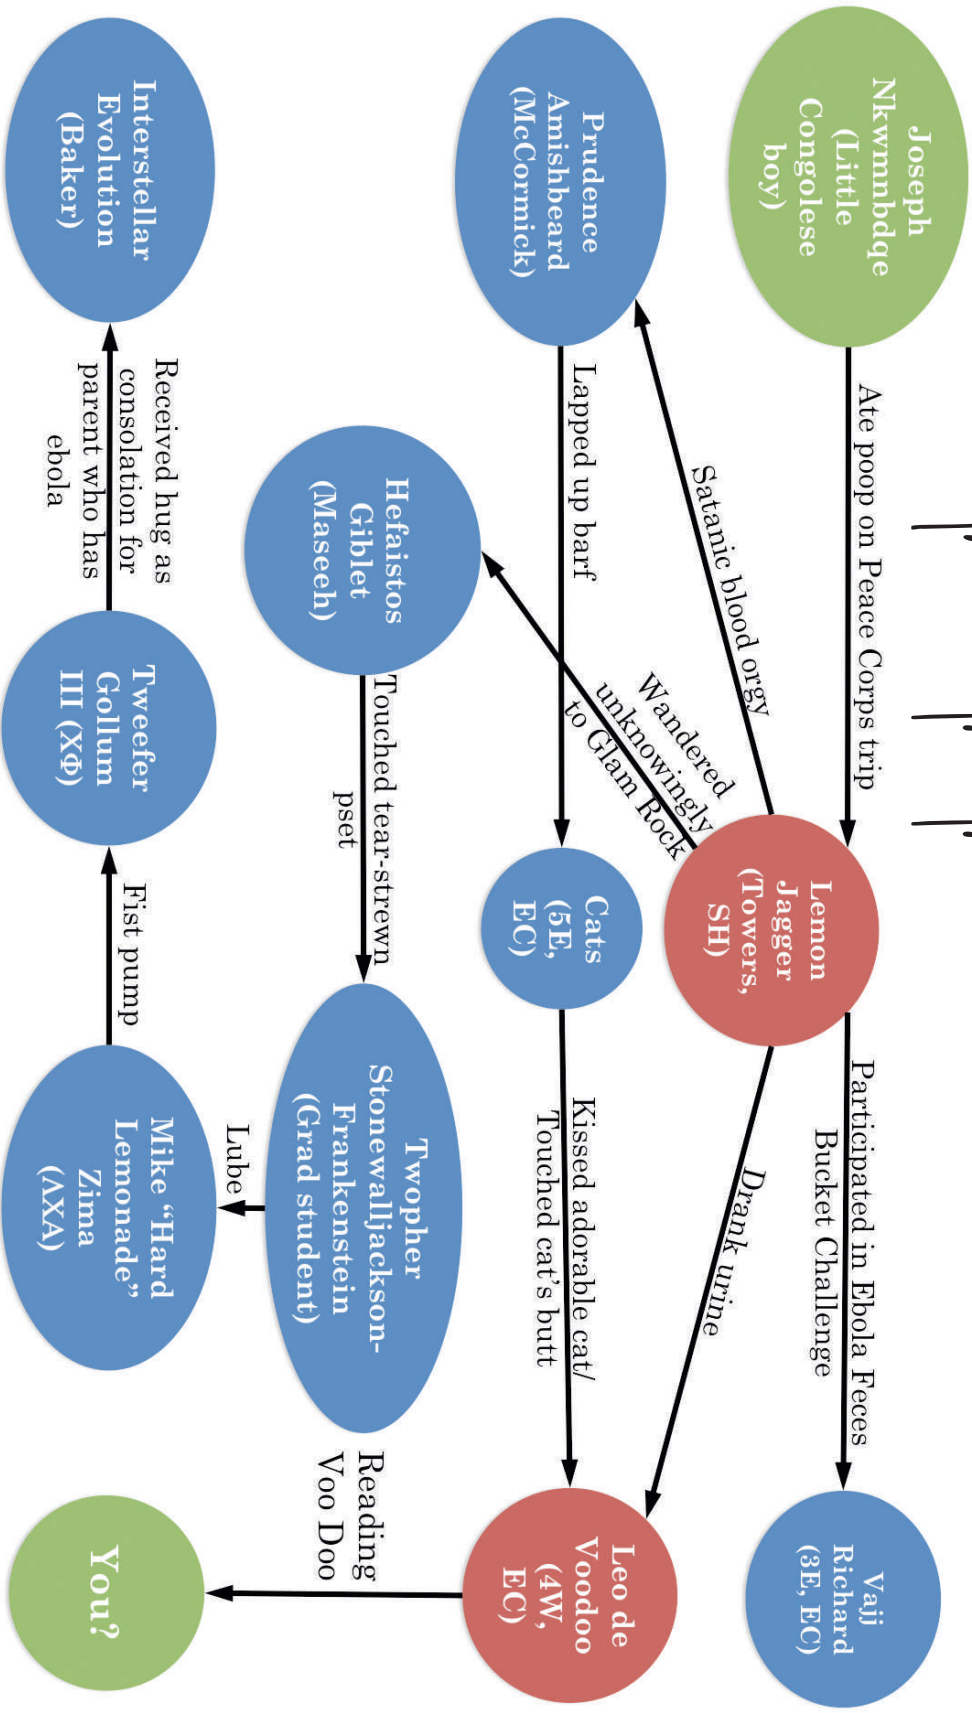 Joseph
Nkwmnbdqe
(Little
Congolese
boy)
Ate poop on Peace Corps trip
Lemon
Jagger
(Towers,
SH)
Participated in Ebola Feces
Bucket Challenge
Vajj
Richard
(3E, EC)
Satanic blood orgy
Drank urine
Wandered
unknowingly
to Glam Rock
Prudence
Amishbeard
(McCormick)
Lapped up barf
Cats
(5E,
EC)
Kissed adorable cat/
Touched cat's butt
Leo de
Voodoo
(4W,
EC)
Hefaistos
Giblet
(Maseeh)
Touched tear-strewn
pset
Twopher
Stonewalljackson-
Frankenstein
(Grad student)
Reading
Voo Doo
Lube
Interstellar
Evolution
(Baker)
Received hug as
consolation for
parent who has
ebola
Tweefer
Gollum
III (ΧΦ)
Fist pump
Mike “Hard
Lemonade”
Zima
(ΛΧΑ)
You?